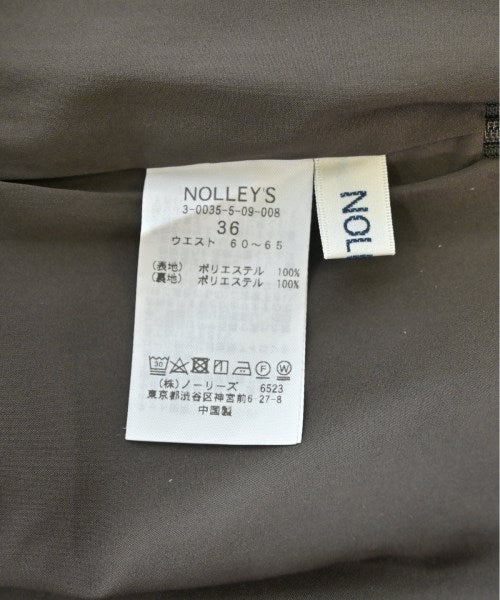 NOLLEY'S
3-0035-5-09-008
36
ウエスト 60～65
(表地) ポリエステル 100%
(裏地) ポリエステル 100%
30 F W
(株)ノーリーズ 6523
東京都渋谷区神宮前6-27-8
中国製
NOLL